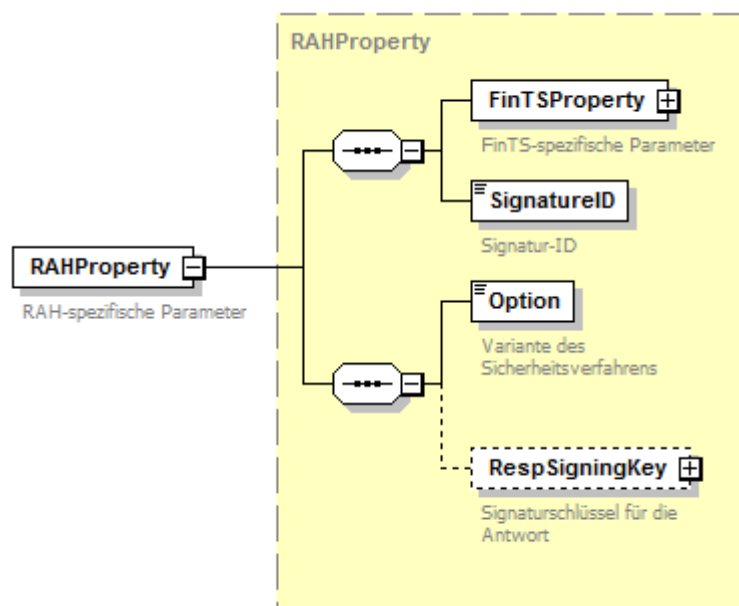 RAHProperty
FinTSProperty
FinTS-spezifische Parameter
SignatureID
Signatur-ID
RAHProperty
RAH-spezifische Parameter
Option
Variante des
Sicherheitsverfahrens
RespSigningKey
Signaturschlüssel für die
Antwort